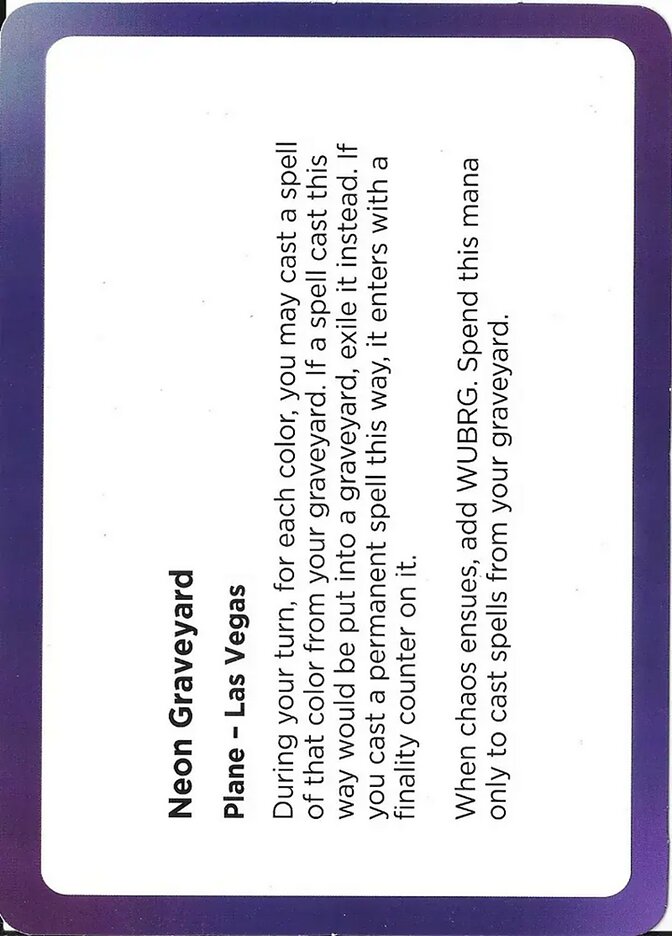 Neon Graveyard
Plane – Las Vegas
During your turn, for each color, you may cast a spell
of that color from your graveyard. If a spell cast this
way would be put into a graveyard, exile it instead. If
you cast a permanent spell this way, it enters with a
finality counter on it.
When chaos ensues, add WUBRG. Spend this mana
only to cast spells from your graveyard.